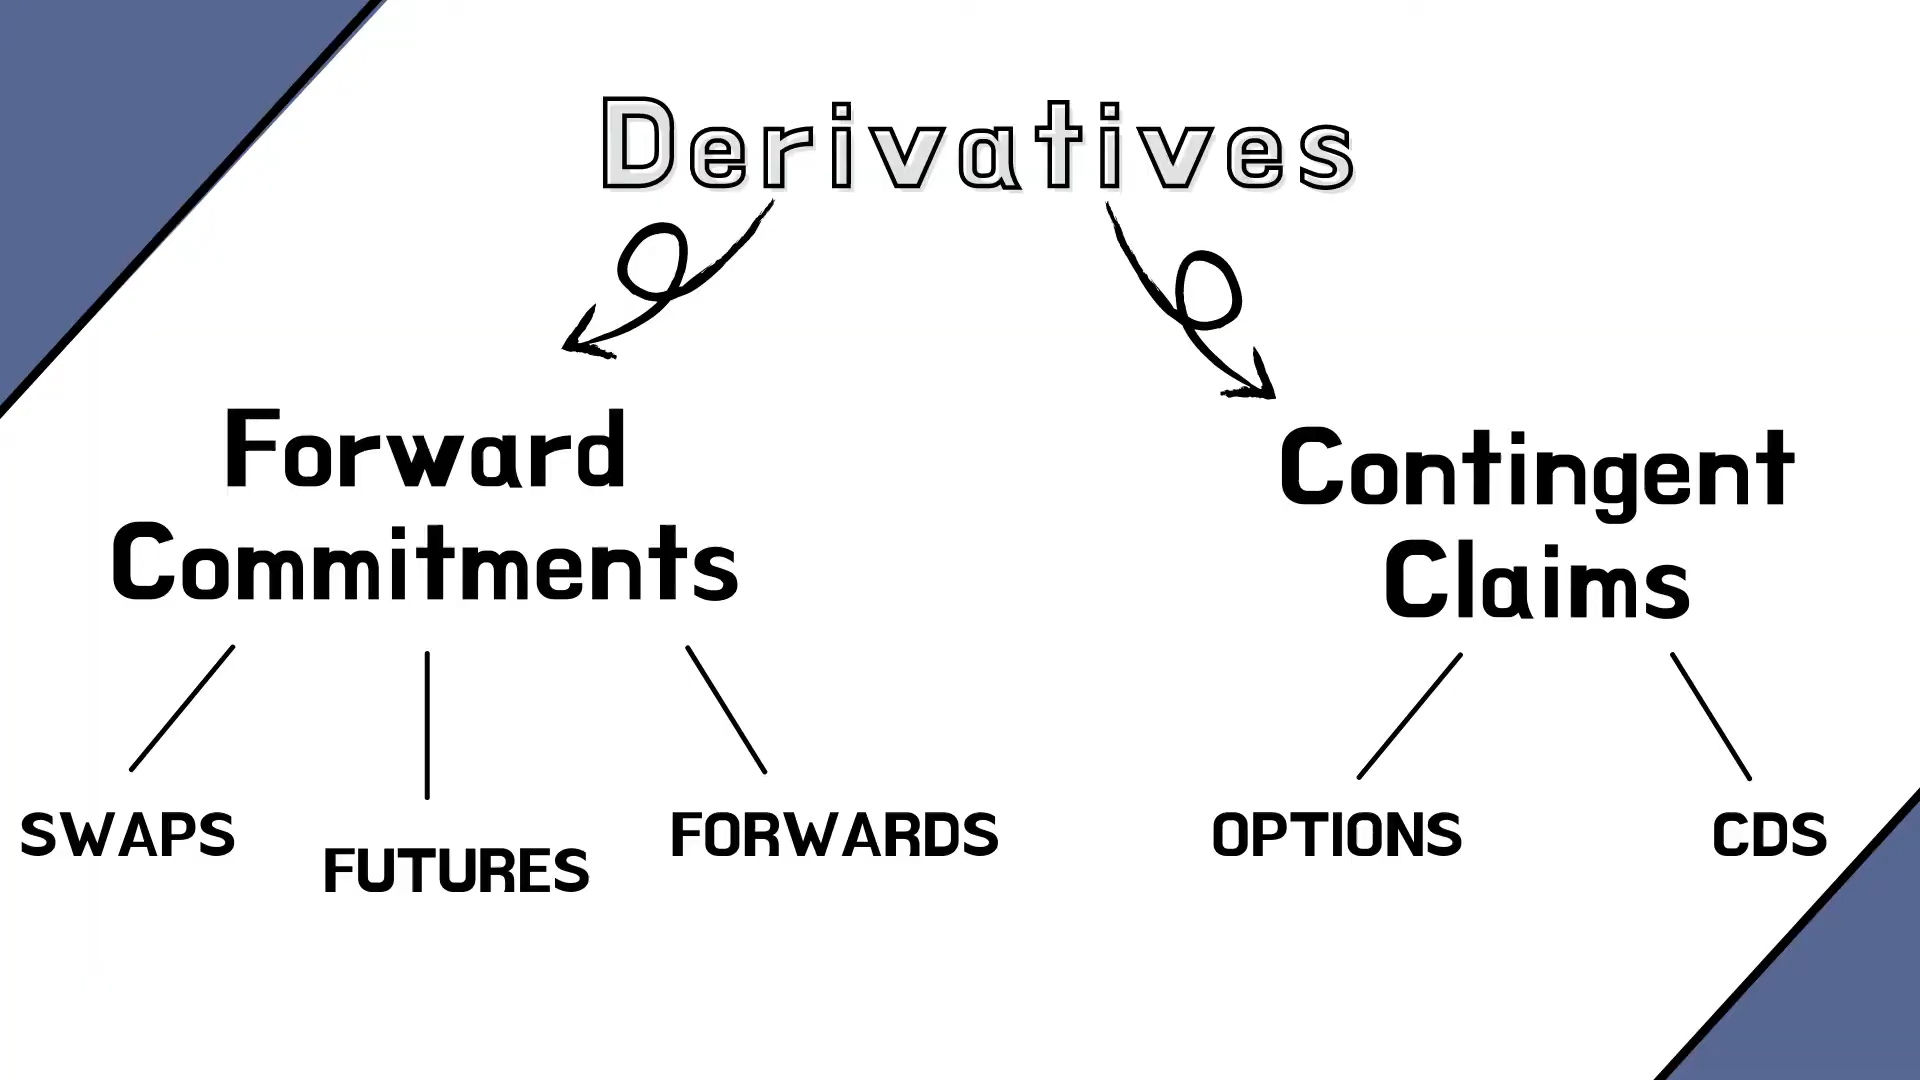 Derivatives
Forward
Commitments
Contingent
Claims
SWAPS
FUTURES
FORWARDS
OPTIONS
CDS